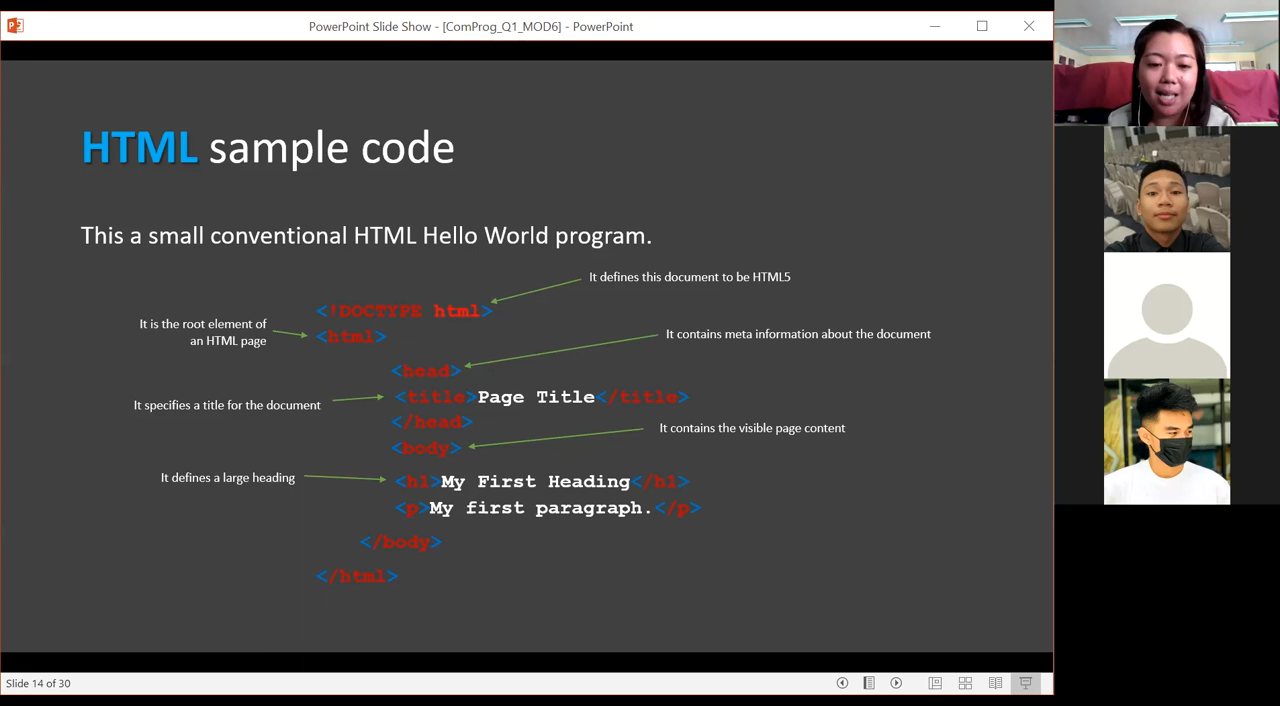 PowerPoint Slide Show - [ComProg_Q1_MOD6] - PowerPoint
HTML sample code
This a small conventional HTML Hello World program.
It defines this document to be HTML5
<!DOCTYPE html>
It is the root element of
an HTML page
<html>
It contains meta information about the document
<head>
It specifies a title for the document
<title>Page Title</title>
</head>
It contains the visible page content
<body>
It defines a large heading
<h1>My First Heading</h1>
<p>My first paragraph.</p>
</body>
</html>
Slide 14 of 30